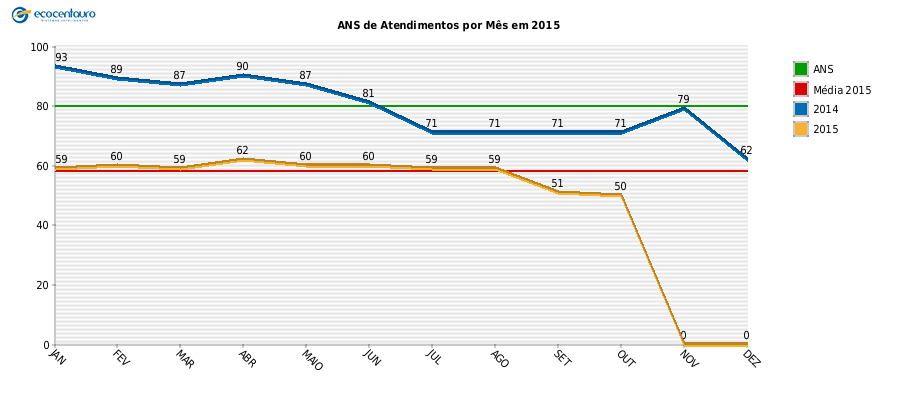 ecocentauro
ANS de Atendimentos por Mês em 2015
100
80
60
40
20
0
93 89 87 90 87 81 71 71 71 71 79 62
59 60 59 62 60 60 59 59 51 50 0 0
JAN FEV MAR ABR MAIO JUN JUL AGO SET OUT NOV DEZ
ANS
Média 2015
2014
2015